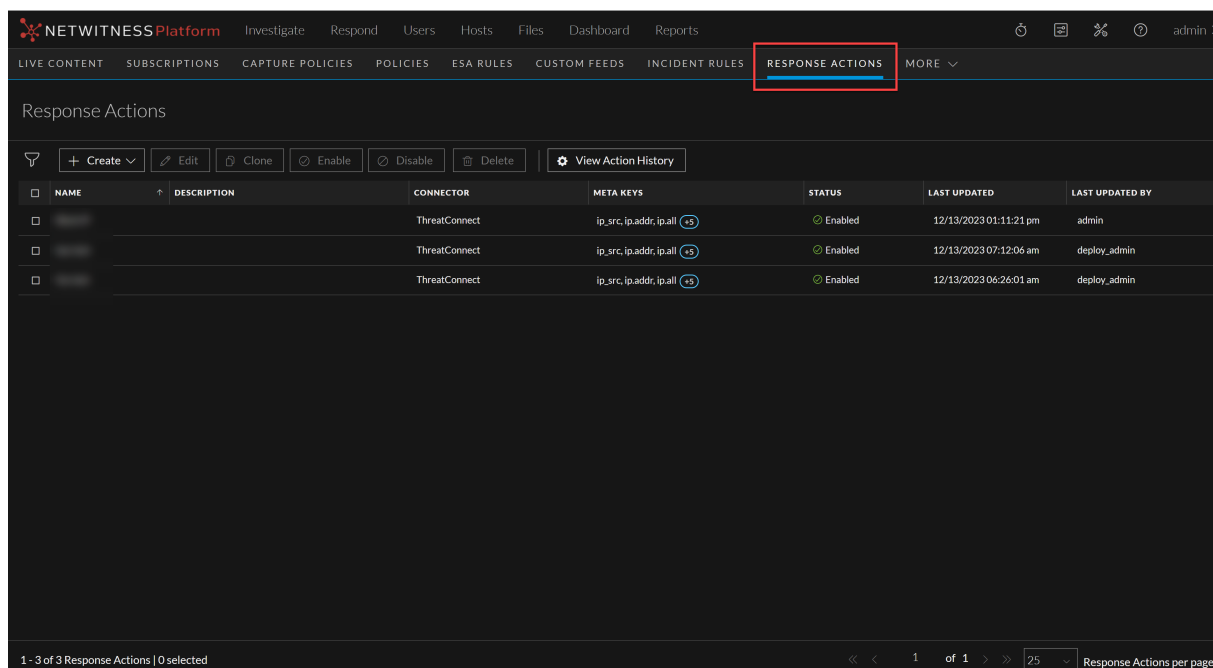 NETWITNESS Platform Investigate Respond Users Hosts Files Dashboard Reports admin
LIVE CONTENT SUBSCRIPTIONS CAPTURE POLICIES POLICIES ESA RULES CUSTOM FEEDS INCIDENT RULES RESPONSE ACTIONS MORE
Response Actions
+ Create Edit Clone Enable Disable Delete View Action History
NAME DESCRIPTION CONNECTOR META KEYS STATUS LAST UPDATED LAST UPDATED BY
ThreatConnect ip_src, ip.addr, ip.all +5 Enabled 12/13/2023 01:11:21 pm admin
ThreatConnect ip_src, ip.addr, ip.all +5 Enabled 12/13/2023 07:12:06 am deploy_admin
ThreatConnect ip_src, ip.addr, ip.all +5 Enabled 12/13/2023 06:26:01 am deploy_admin
1 - 3 of 3 Response Actions | 0 selected « < 1 of 1 > » 25 Response Actions per page